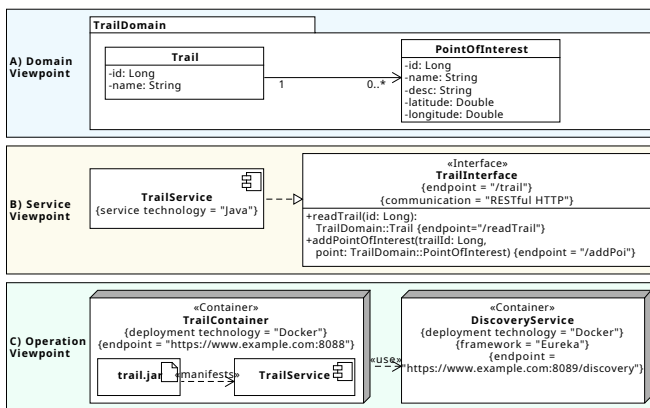 TrailDomain
A) Domain
Viewpoint
Trail
-id: Long
-name: String
1
0..*
PointOfInterest
-id: Long
-name: String
-desc: String
-latitude: Double
-longitude: Double
B) Service
Viewpoint
TrailService
{service technology = "Java"}
«Interface»
TrailInterface
{endpoint = "/trail"}
{communication = "RESTful HTTP"}
+readTrail(id: Long):
TrailDomain::Trail {endpoint="/readTrail"}
+addPointOfInterest(trailId: Long,
point: TrailDomain::PointOfInterest) {endpoint = "/addPoi"}
C) Operation
Viewpoint
«Container»
TrailContainer
{deployment technology = "Docker"}
{endpoint = "https://www.example.com:8088"}
trail.jar
«manifests»
TrailService
«use»
«Container»
DiscoveryService
{deployment technology = "Docker"}
{framework = "Eureka"}
{endpoint =
"https://www.example.com:8089/discovery"}